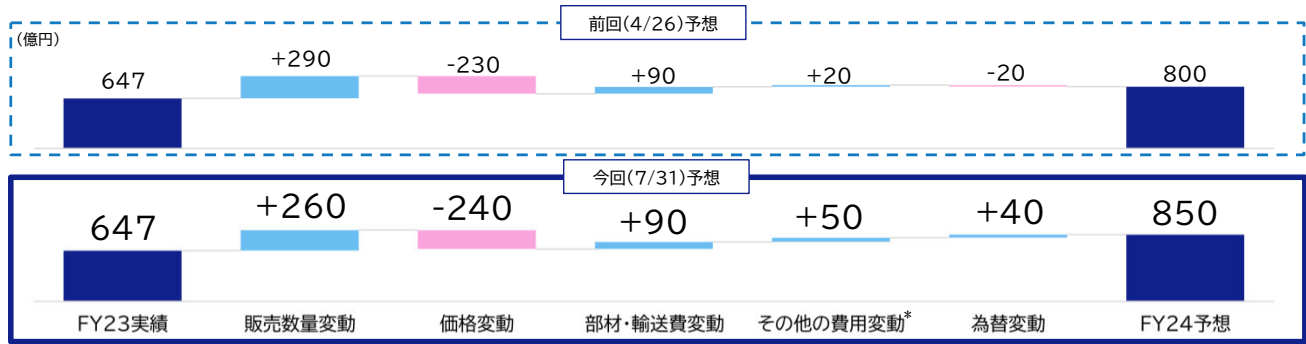 前回(4/26)予想
(億円)
647
+290
-230
+90
+20
-20
800
今回(7/31)予想
647
+260
-240
+90
+50
+40
850
FY23実績
販売数量変動
価格変動
部材・輸送費変動
その他の費用変動*
為替変動
FY24予想